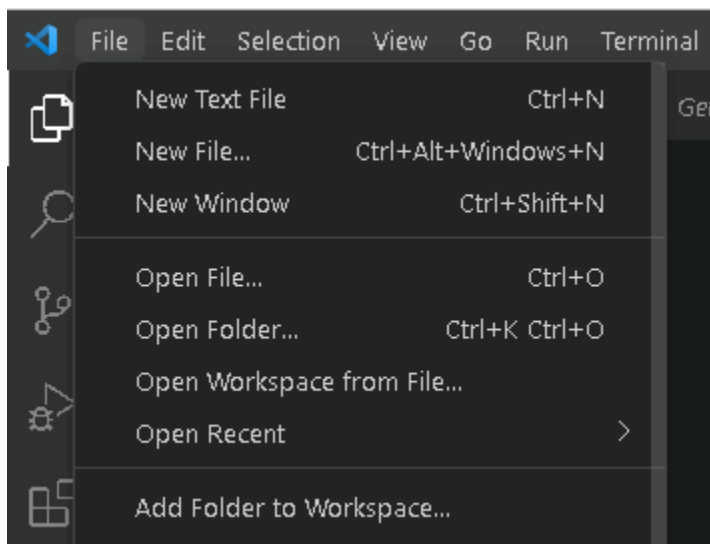 File Edit Selection View Go Run Terminal
New Text File Ctrl+N
New File... Ctrl+Alt+Windows+N
New Window Ctrl+Shift+N
Open File... Ctrl+O
Open Folder... Ctrl+K Ctrl+O
Open Workspace from File...
Open Recent
Add Folder to Workspace...